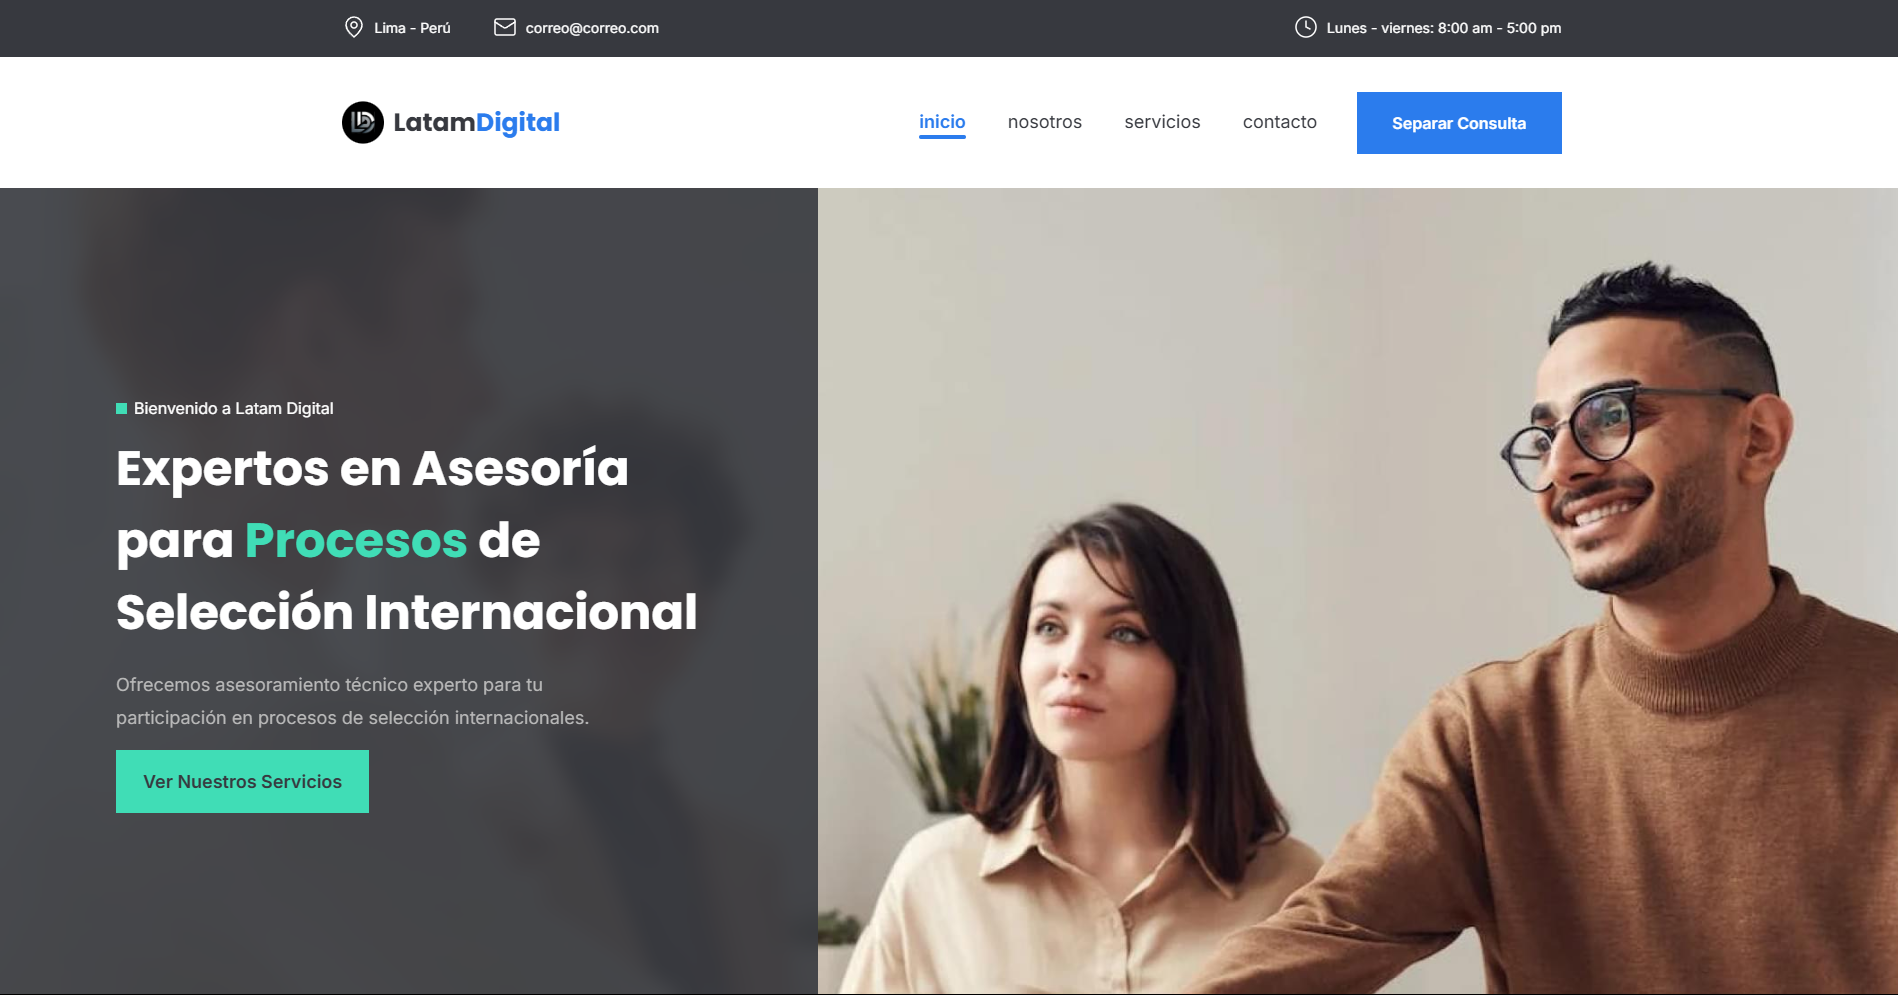 Lima - Perú
correo@correo.com
Lunes - viernes: 8:00 am - 5:00 pm
LatamDigital
inicio
nosotros
servicios
contacto
Separar Consulta
Bienvenido a Latam Digital
Expertos en Asesoría
para Procesos de
Selección Internacional
Ofrecemos asesoramiento técnico experto para tu
participación en procesos de selección internacionales.
Ver Nuestros Servicios